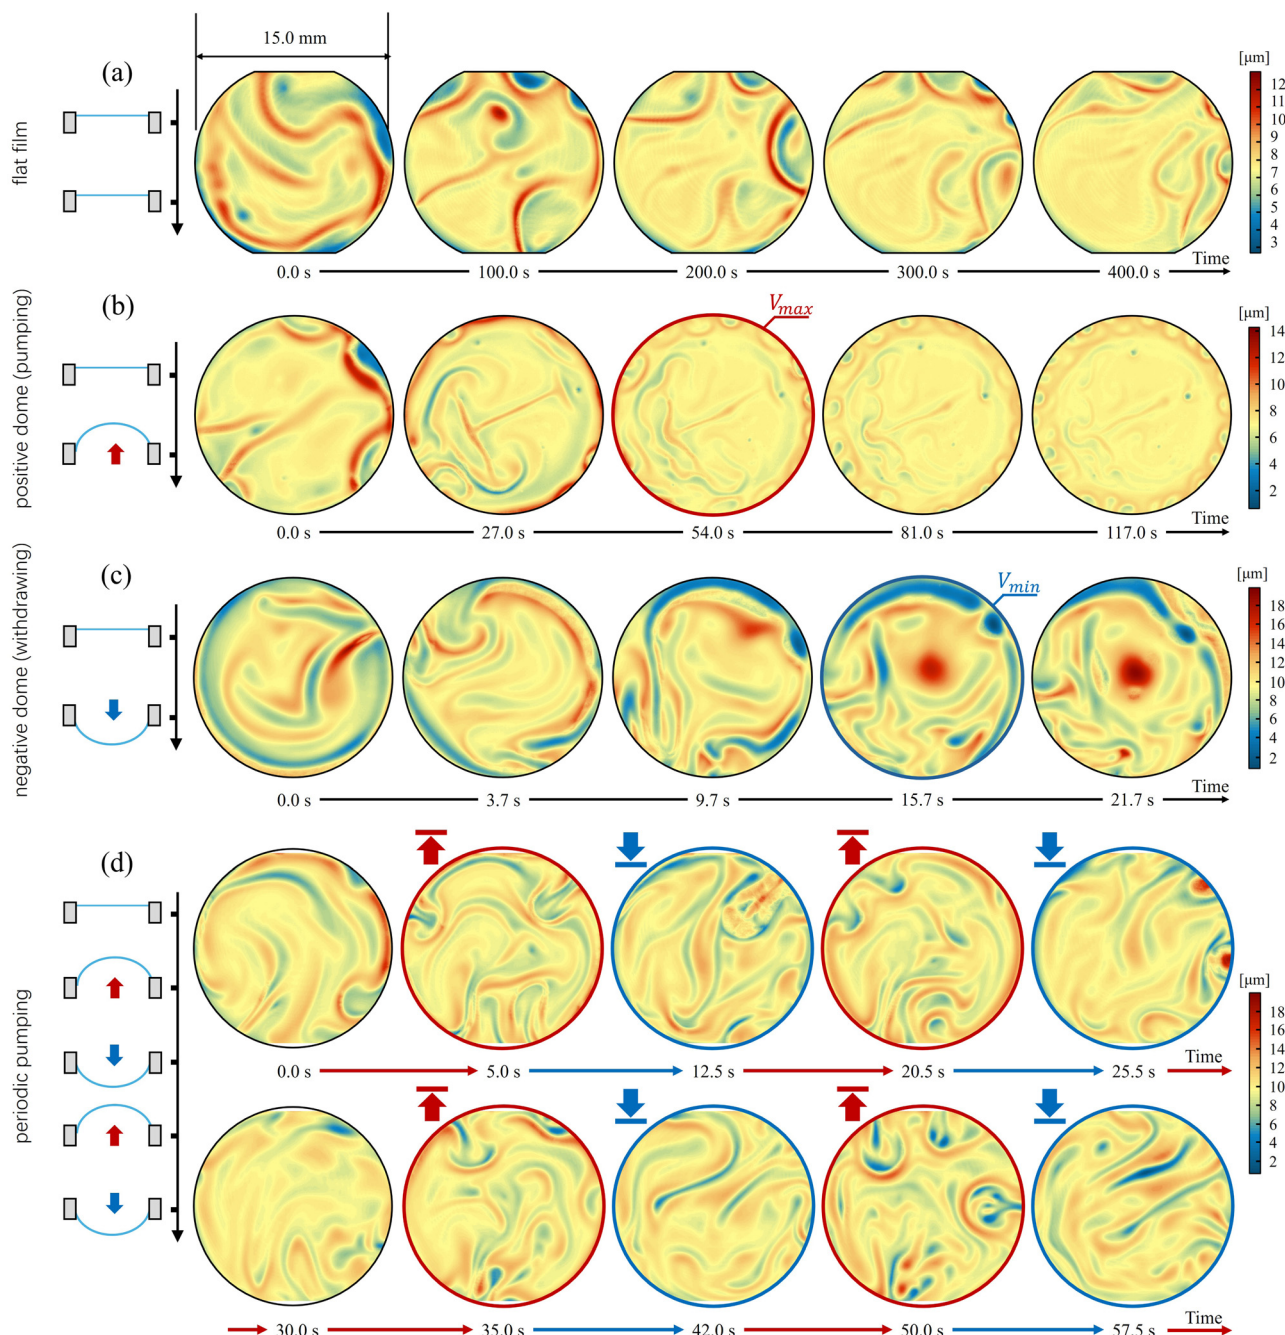 15.0 mm
(a)
[μm]
12
11
10
9
8
7
6
5
4
3
flat film
0.0 s
100.0 s
200.0 s
300.0 s
400.0 s
Time
(b)
V_max
[μm]
14
12
10
8
6
4
2
positive dome (pumping)
0.0 s
27.0 s
54.0 s
81.0 s
117.0 s
Time
(c)
V_min
[μm]
18
16
14
12
10
8
6
4
2
negative dome (withdrawing)
0.0 s
3.7 s
9.7 s
15.7 s
21.7 s
Time
(d)
periodic pumping
[μm]
18
16
14
12
10
8
6
4
2
0.0 s
5.0 s
12.5 s
20.5 s
25.5 s
Time
30.0 s
35.0 s
42.0 s
50.0 s
57.5 s
Time